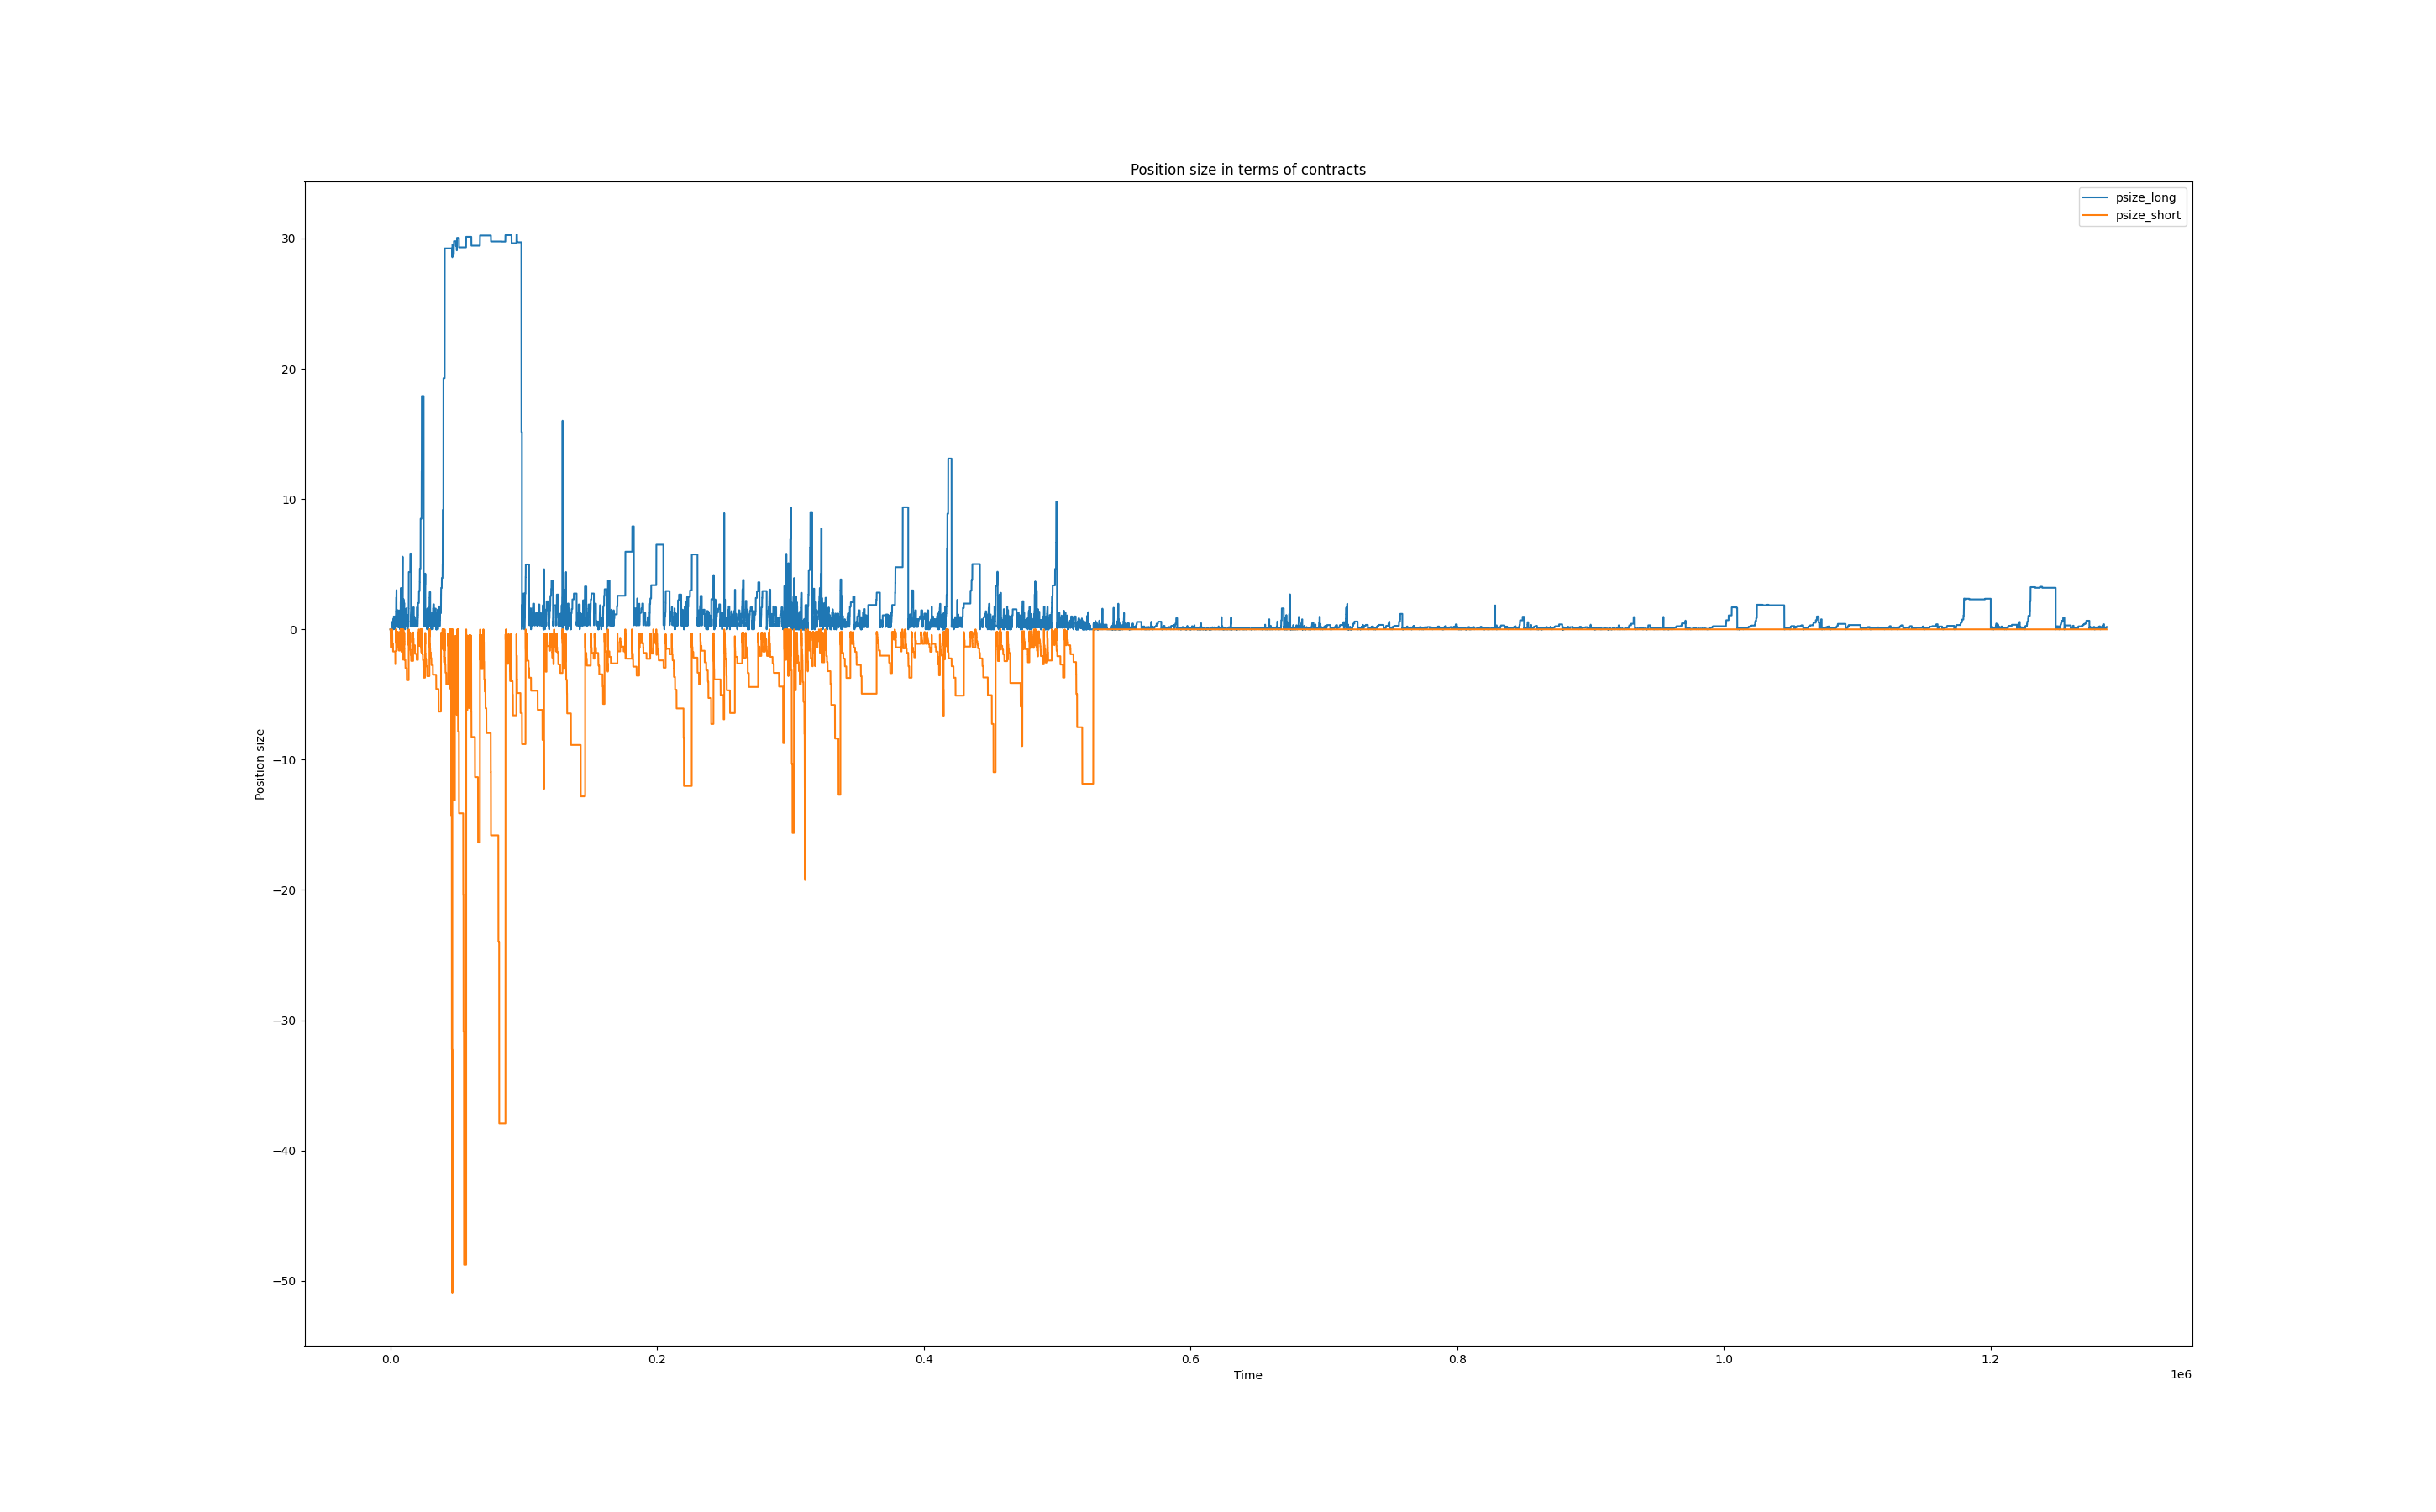 Position size in terms of contracts
psize_long
psize_short
30
20
10
0
−10
−20
−30
−40
−50
Position size
0.0 0.2 0.4 0.6 0.8 1.0 1.2
1e6
Time